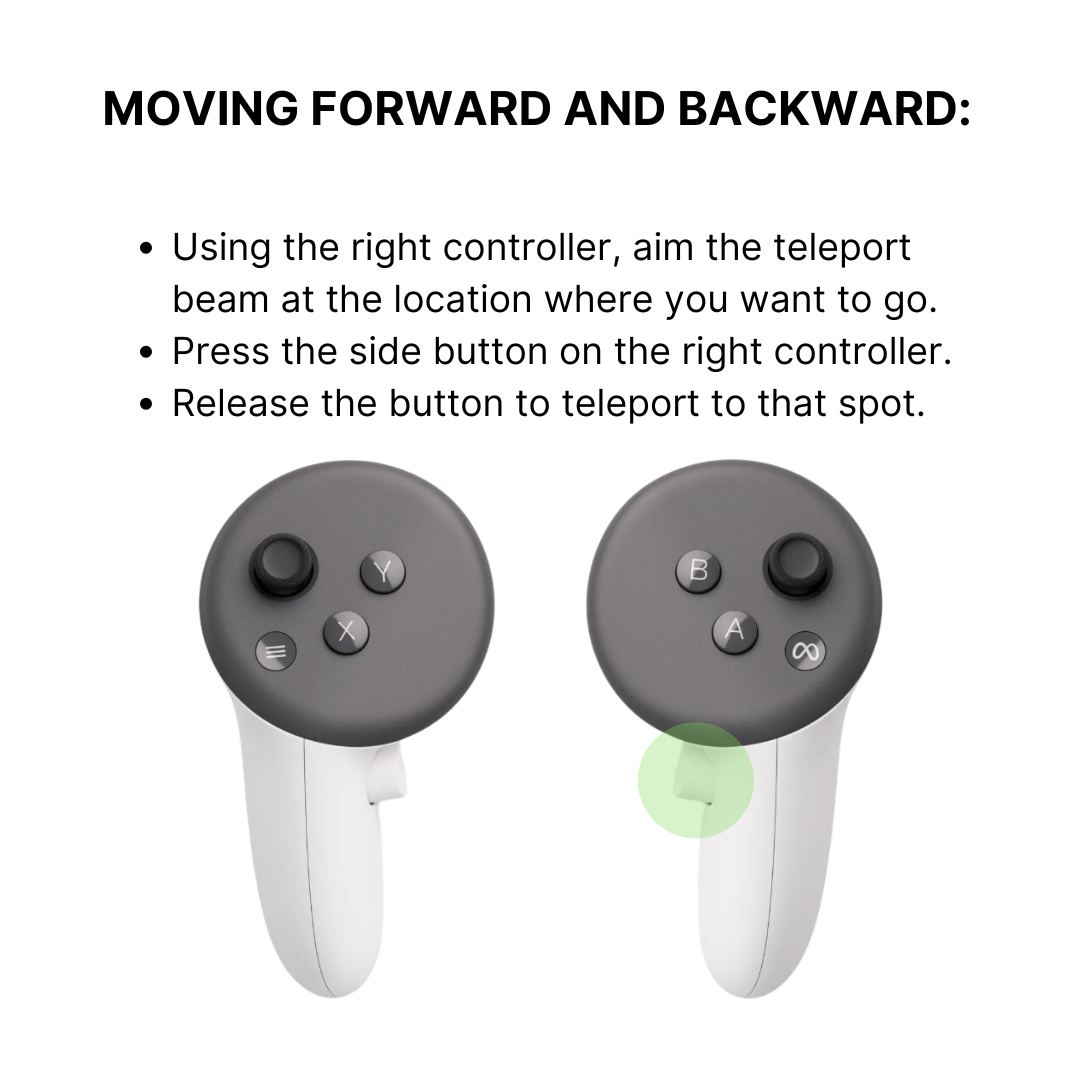 MOVING FORWARD AND BACKWARD:
• Using the right controller, aim the teleport
beam at the location where you want to go.
• Press the side button on the right controller.
• Release the button to teleport to that spot.
Y
B
X
A